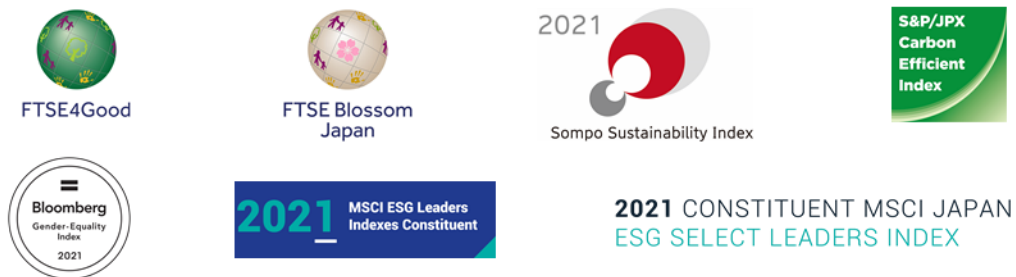 FTSE4Good
FTSE Blossom
Japan
2021
Sompo Sustainability Index
S&P/JPX
Carbon
Efficient
Index
Bloomberg
Gender-Equality
Index
2021
2021 MSCI ESG Leaders
Indexes Constituent
2021 CONSTITUENT MSCI JAPAN
ESG SELECT LEADERS INDEX